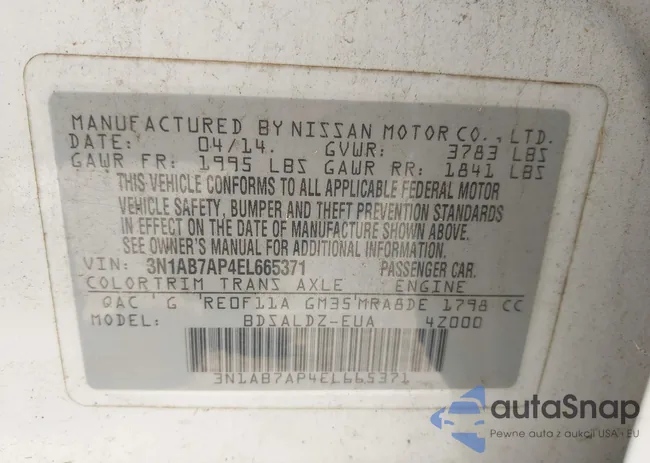 MANUFACTURED BY NISSAN MOTOR CO., LTD.
DATE: 04/14. GVWR: 3783 LBS
GAWR FR: 1995 LBS GAWR RR: 1841 LBS
THIS VEHICLE CONFORMS TO ALL APPLICABLE FEDERAL MOTOR
VEHICLE SAFETY, BUMPER AND THEFT PREVENTION STANDARDS
IN EFFECT ON THE DATE OF MANUFACTURE SHOWN ABOVE.
SEE OWNER'S MANUAL FOR ADDITIONAL INFORMATION.
VIN: 3N1AB7AP4EL665371 PASSENGER CAR.
COLOR TRIM TRANS AXLE ENGINE
QAC G RE0F11A GM35 MRA8DE 1798 CC
MODEL: BDSALDZ-EUA 4Z000
3N1AB7AP4EL665371
autaSnap
Pewne auta z aukcji USA i EU